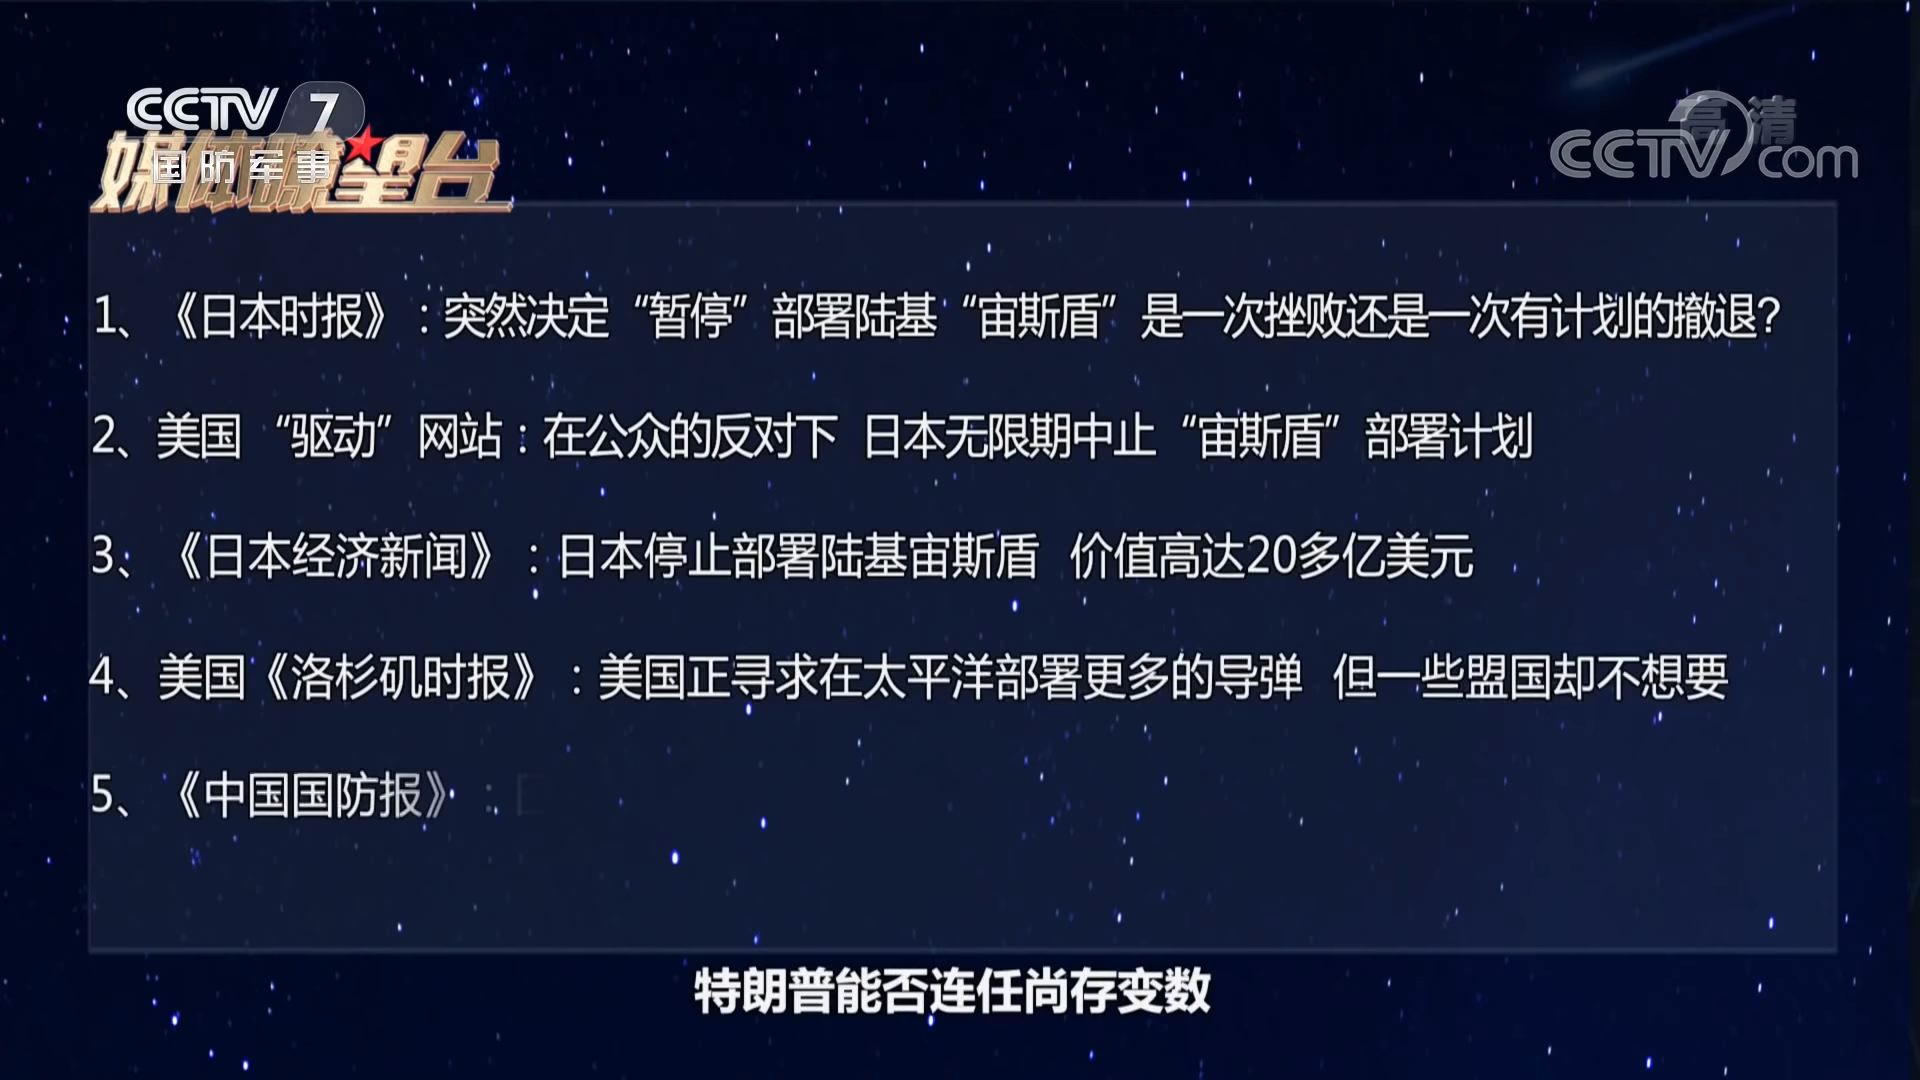 CCTV 7
国防军事
媒体瞭望台
高清
CCTV.com
1、《日本时报》：突然决定“暂停”部署陆基“宙斯盾”是一次挫败还是一次有计划的撤退?
2、美国“驱动”网站：在公众的反对下 日本无限期中止“宙斯盾”部署计划
3、《日本经济新闻》：日本停止部署陆基宙斯盾 价值高达20多亿美元
4、美国《洛杉矶时报》：美国正寻求在太平洋部署更多的导弹 但一些盟国却不想要
5、《中国国防报》：
特朗普能否连任尚存变数